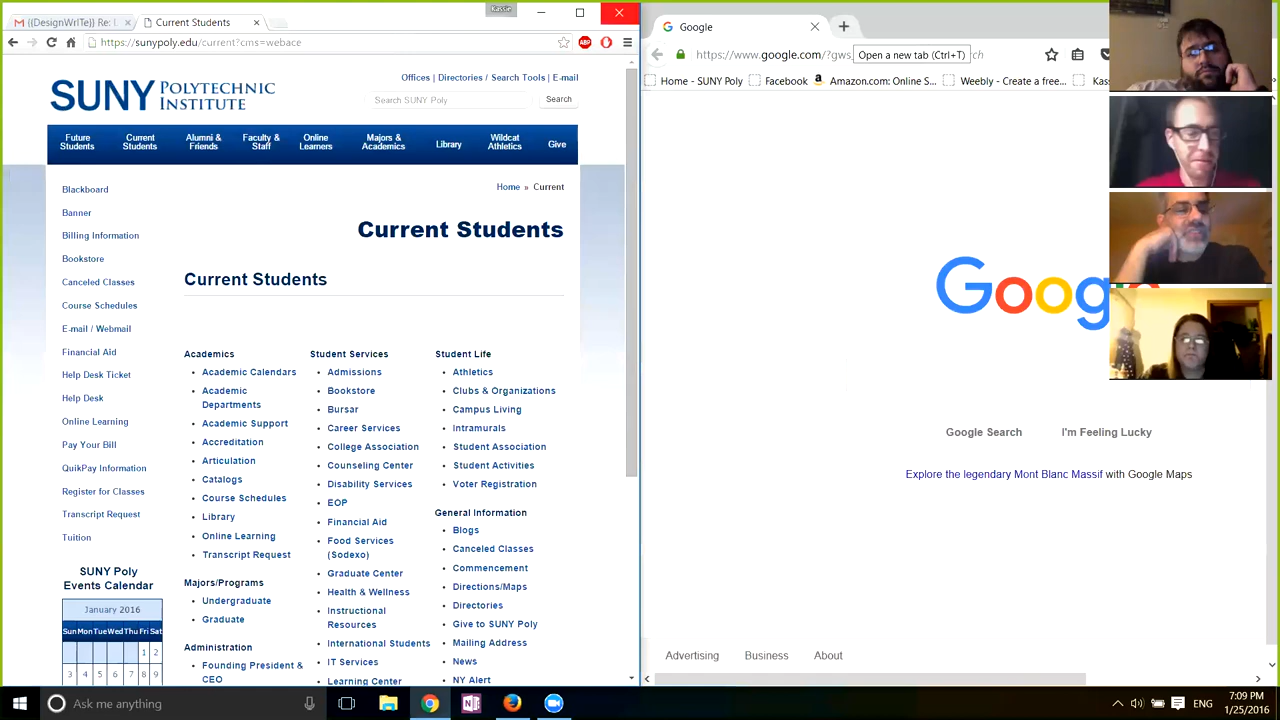 ((DesignWrITe)) Re: I
Current Students
Kassie
https://sunypoly.edu/current?cms=webace
ABP
SUNY POLYTECHNIC INSTITUTE
Offices | Directories / Search Tools | E-mail
Search SUNY Poly
Search
Future Students
Current Students
Alumni & Friends
Faculty & Staff
Online Learners
Majors & Academics
Library
Wildcat Athletics
Give
Home » Current
Current Students
Blackboard
Banner
Billing Information
Bookstore
Canceled Classes
Course Schedules
E-mail / Webmail
Financial Aid
Help Desk Ticket
Help Desk
Online Learning
Pay Your Bill
QuikPay Information
Register for Classes
Transcript Request
Tuition
SUNY Poly
Events Calendar
January 2016
Sun Mon Tue Wed Thu Fri Sat
1 2
3 4 5 6 7 8 9
Current Students
Academics
Academic Calendars
Academic
Departments
Academic Support
Accreditation
Articulation
Catalogs
Course Schedules
Library
Online Learning
Transcript Request
Majors/Programs
Undergraduate
Graduate
Administration
Founding President &
CEO
Student Services
Admissions
Bookstore
Bursar
Career Services
College Association
Counseling Center
Disability Services
EOP
Financial Aid
Food Services
(Sodexo)
Graduate Center
Health & Wellness
Instructional
Resources
International Students
IT Services
Learning Center
Student Life
Athletics
Clubs & Organizations
Campus Living
Intramurals
Student Association
Student Activities
Voter Registration
General Information
Blogs
Canceled Classes
Commencement
Directions/Maps
Directories
Give to SUNY Poly
Mailing Address
News
NY Alert
Google
https://www.google.com/?gws_
Open a new tab (Ctrl+T)
Home - SUNY Poly
Facebook
Amazon.com: Online S...
Weebly - Create a free...
Kas
Goog
Google Search
I'm Feeling Lucky
Explore the legendary Mont Blanc Massif with Google Maps
Advertising
Business
About
Ask me anything
ENG
7:09 PM
1/25/2016